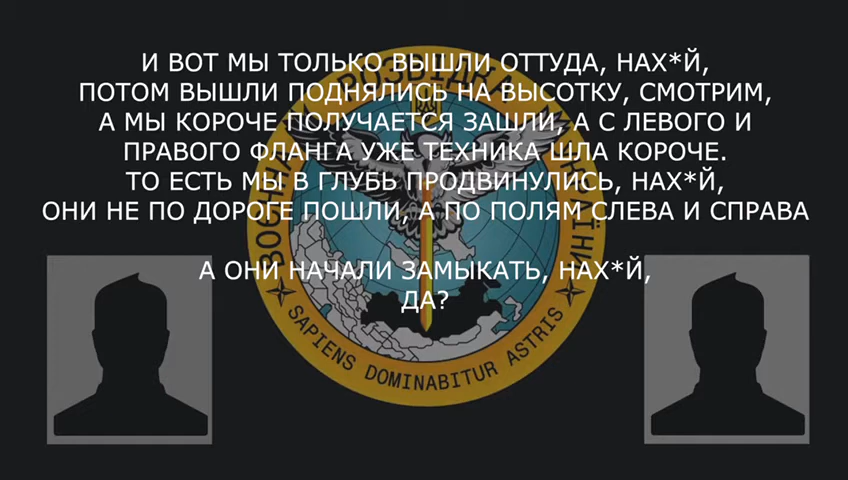 И ВОТ МЫ ТОЛЬКО ВЫШЛИ ОТТУДА, НАХ*Й,
ПОТОМ ВЫШЛИ ПОДНЯЛИСЬ НА ВЫСОТКУ, СМОТРИМ,
А МЫ КОРОЧЕ ПОЛУЧАЕТСЯ ЗАШЛИ, А С ЛЕВОГО И
ПРАВОГО ФЛАНГА УЖЕ ТЕХНИКА ШЛА КОРОЧЕ.
ТО ЕСТЬ МЫ В ГЛУБЬ ПРОДВИНУЛИСЬ, НАХ*Й,
ОНИ НЕ ПО ДОРОГЕ ПОШЛИ, А ПО ПОЛЯМ СЛЕВА И СПРАВА
А ОНИ НАЧАЛИ ЗАМЫКАТЬ, НАХ*Й,
ДА?
SAPIENS DOMINABITUR ASTRIS